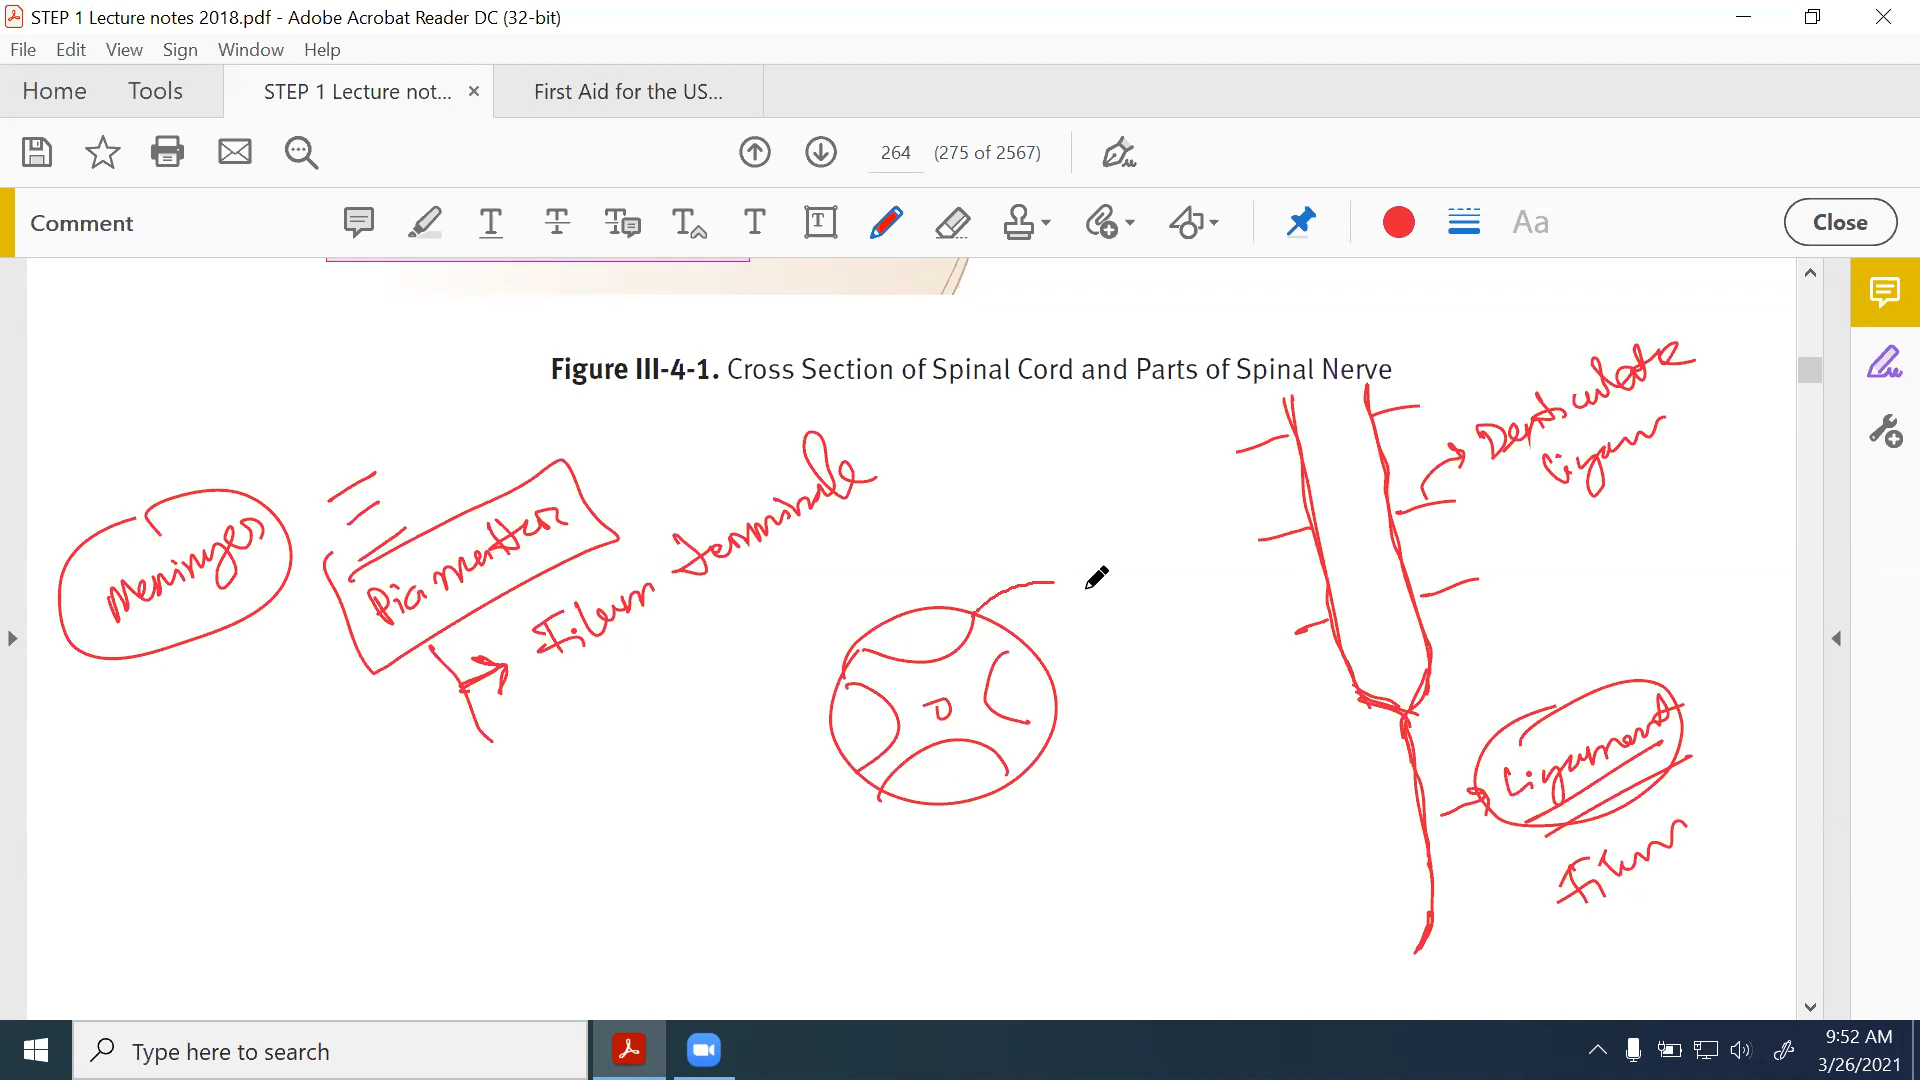 STEP 1 Lecture notes 2018.pdf - Adobe Acrobat Reader DC (32-bit)
File Edit View Sign Window Help
Home Tools STEP 1 Lecture not... × First Aid for the US...
264 (275 of 2567)
Comment Aa Close
Figure III-4-1. Cross Section of Spinal Cord and Parts of Spinal Nerve
Denticulate
Ligam
Meninges
Pia matter
Filum Terminale
Ligament
Filum
Type here to search
9:52 AM
3/26/2021